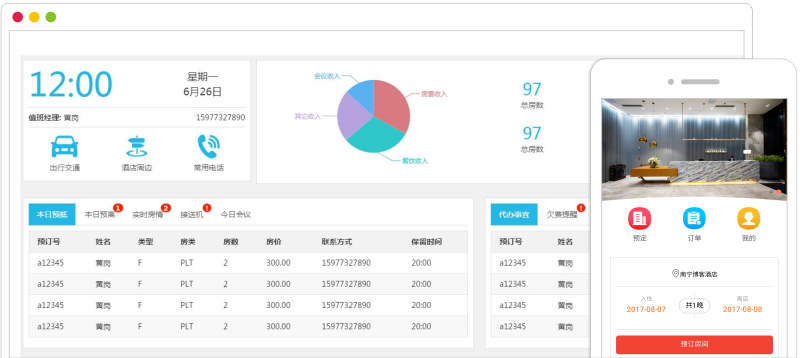 12:00
星期一
6月26日
值班经理: 黄岗
15977327890
出行交通
酒店周边
常用电话
会议收入
房费收入
其它收入
餐饮收入
97
总房数
97
总房数
本日预抵
本日预离
1
实时房情
2
接送机
!
今日会议
预订号 姓名 类型 房类 房数 房价 联系方式 保留时间
a12345 黄岗 F PLT 2 300.00 15977327890 20:00
a12345 黄岗 F PLT 2 300.00 15977327890 20:00
a12345 黄岗 F PLT 2 300.00 15977327890 20:00
a12345 黄岗 F PLT 2 300.00 15977327890 20:00
代办事宜
欠费提醒
!
预订号 姓名
a12345 黄岗
a12345 黄岗
a12345 黄岗
a12345 黄岗
预定
订单
我的
南宁博客酒店
入住
2017-08-07
共1晚
离店
2017-08-08
预订房间